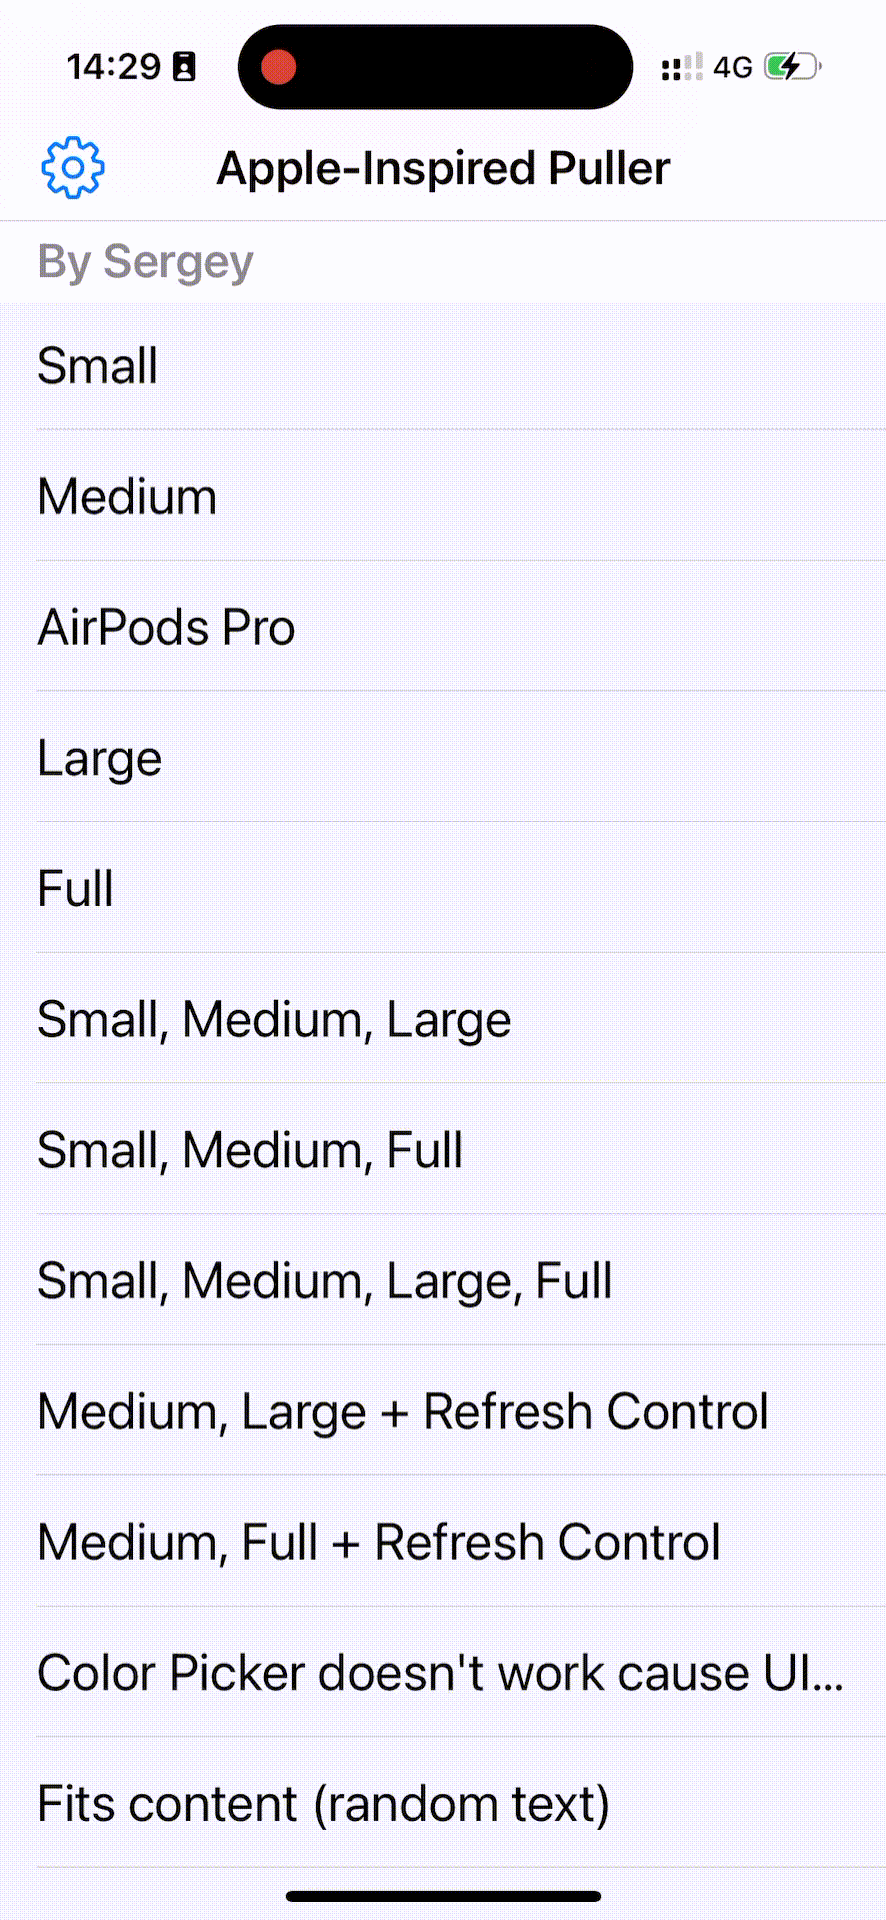 14:29
4G
Apple-Inspired Puller
By Sergey
Small
Medium
AirPods Pro
Large
Full
Small, Medium, Large
Small, Medium, Full
Small, Medium, Large, Full
Medium, Large + Refresh Control
Medium, Full + Refresh Control
Color Picker doesn't work cause UI...
Fits content (random text)